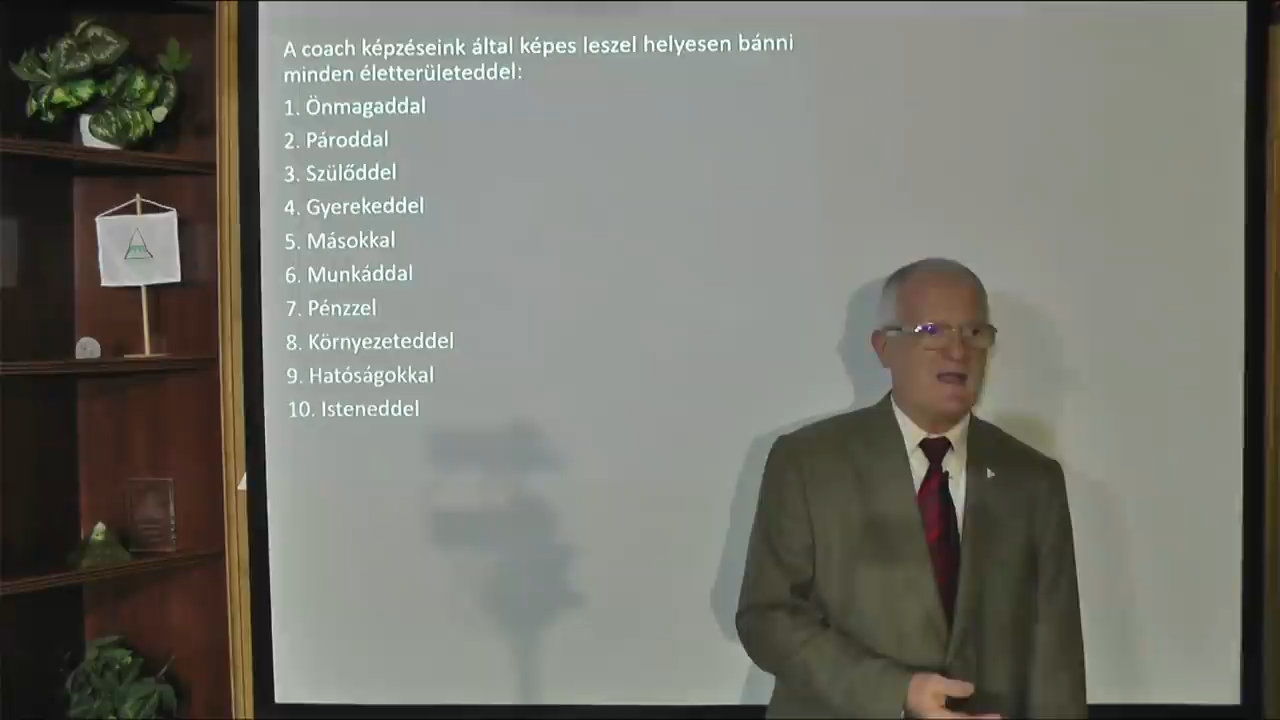 A coach képzéseink által képes leszel helyesen bánni
minden életterületeddel:
1. Önmagaddal
2. Pároddal
3. Szülőddel
4. Gyerekeddel
5. Másokkal
6. Munkáddal
7. Pénzzel
8. Környezeteddel
9. Hatóságokkal
10. Isteneddel